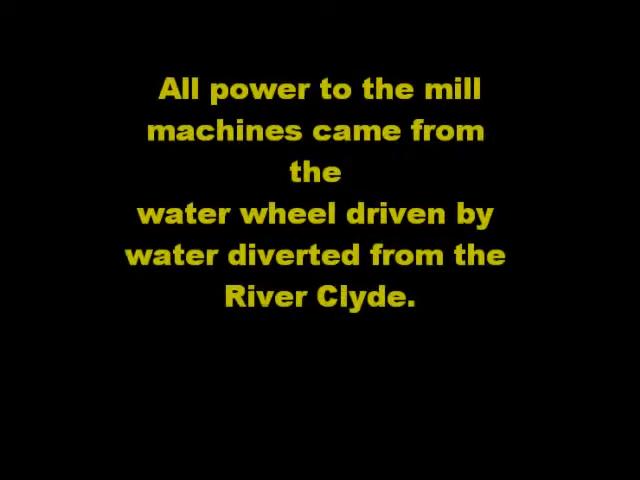 All power to the mill
machines came from
the
water wheel driven by
water diverted from the
River Clyde.